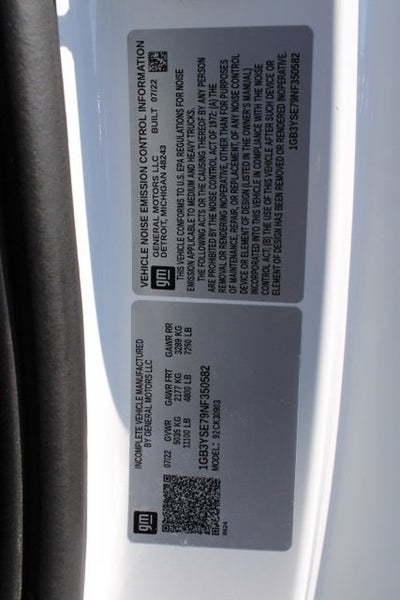 VEHICLE NOISE EMISSION CONTROL INFORMATION
gm
GENERAL MOTORS LLC BUILT 07/22
DETROIT, MICHIGAN 48243
THIS VEHICLE CONFORMS TO U.S. EPA REGULATIONS FOR NOISE
EMISSION APPLICABLE TO MEDIUM AND HEAVY TRUCKS.
THE FOLLOWING ACTS OR THE CAUSING THEREOF BY ANY PERSON
ARE PROHIBITED BY THE NOISE CONTROL ACT OF 1972: (A) THE
REMOVAL OR RENDERING INOPERATIVE, OTHER THAN FOR PURPOSES
OF MAINTENANCE, REPAIR, OR REPLACEMENT, OF ANY NOISE CONTROL
DEVICE OR ELEMENT OF DESIGN (LISTED IN THE OWNER'S MANUAL)
INCORPORATED INTO THIS VEHICLE IN COMPLIANCE WITH THE NOISE
CONTROL ACT; (B) THE USE OF THIS VEHICLE AFTER SUCH DEVICE OR
ELEMENT OF DESIGN HAS BEEN REMOVED OR RENDERED INOPERATIVE.
1GB3YSE79NF350582
gm
INCOMPLETE VEHICLE MANUFACTURED
BY GENERAL MOTORS LLC
07/22 GVWR GAWR FRT GAWR RR
5035 KG 2177 KG 3289 KG
11100 LB 4800 LB 7250 LB
1GB3YSE79NF350582
MODEL: 92CK30903